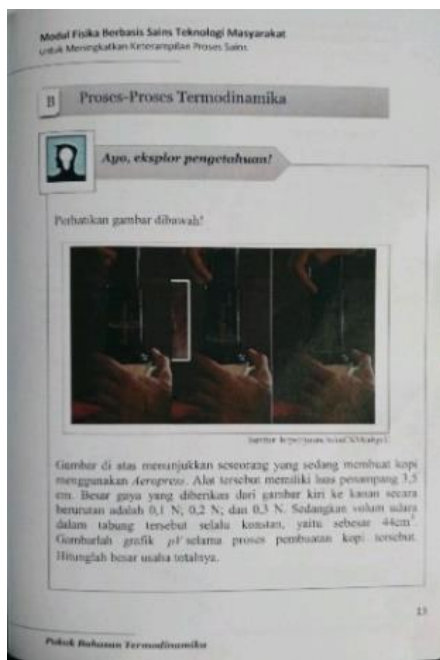 Modul Fisika Berbasis Sains Teknologi Masyarakat
untuk Meningkatkan Keterampilan Proses Sains
B Proses-Proses Termodinamika
Ayo, eksplor pengetahuan!
Perhatikan gambar dibawah!
Gambar di atas menunjukkan seseorang yang sedang membuat kopi
menggunakan Aeropress. Alat tersebut memiliki luas penampang 3,5
cm. Besar gaya yang diberikan dari gambar kiri ke kanan secara
berurutan adalah 0,1 N; 0,2 N; dan 0,3 N. Sedangkan volum udara
dalam tabung tersebut selalu konstan, yaitu sebesar 44cm³.
Gambarlah grafik pV selama proses pembuatan kopi tersebut.
Hitunglah besar usaha totalnya.
13
Pokok Bahasan Termodinamika